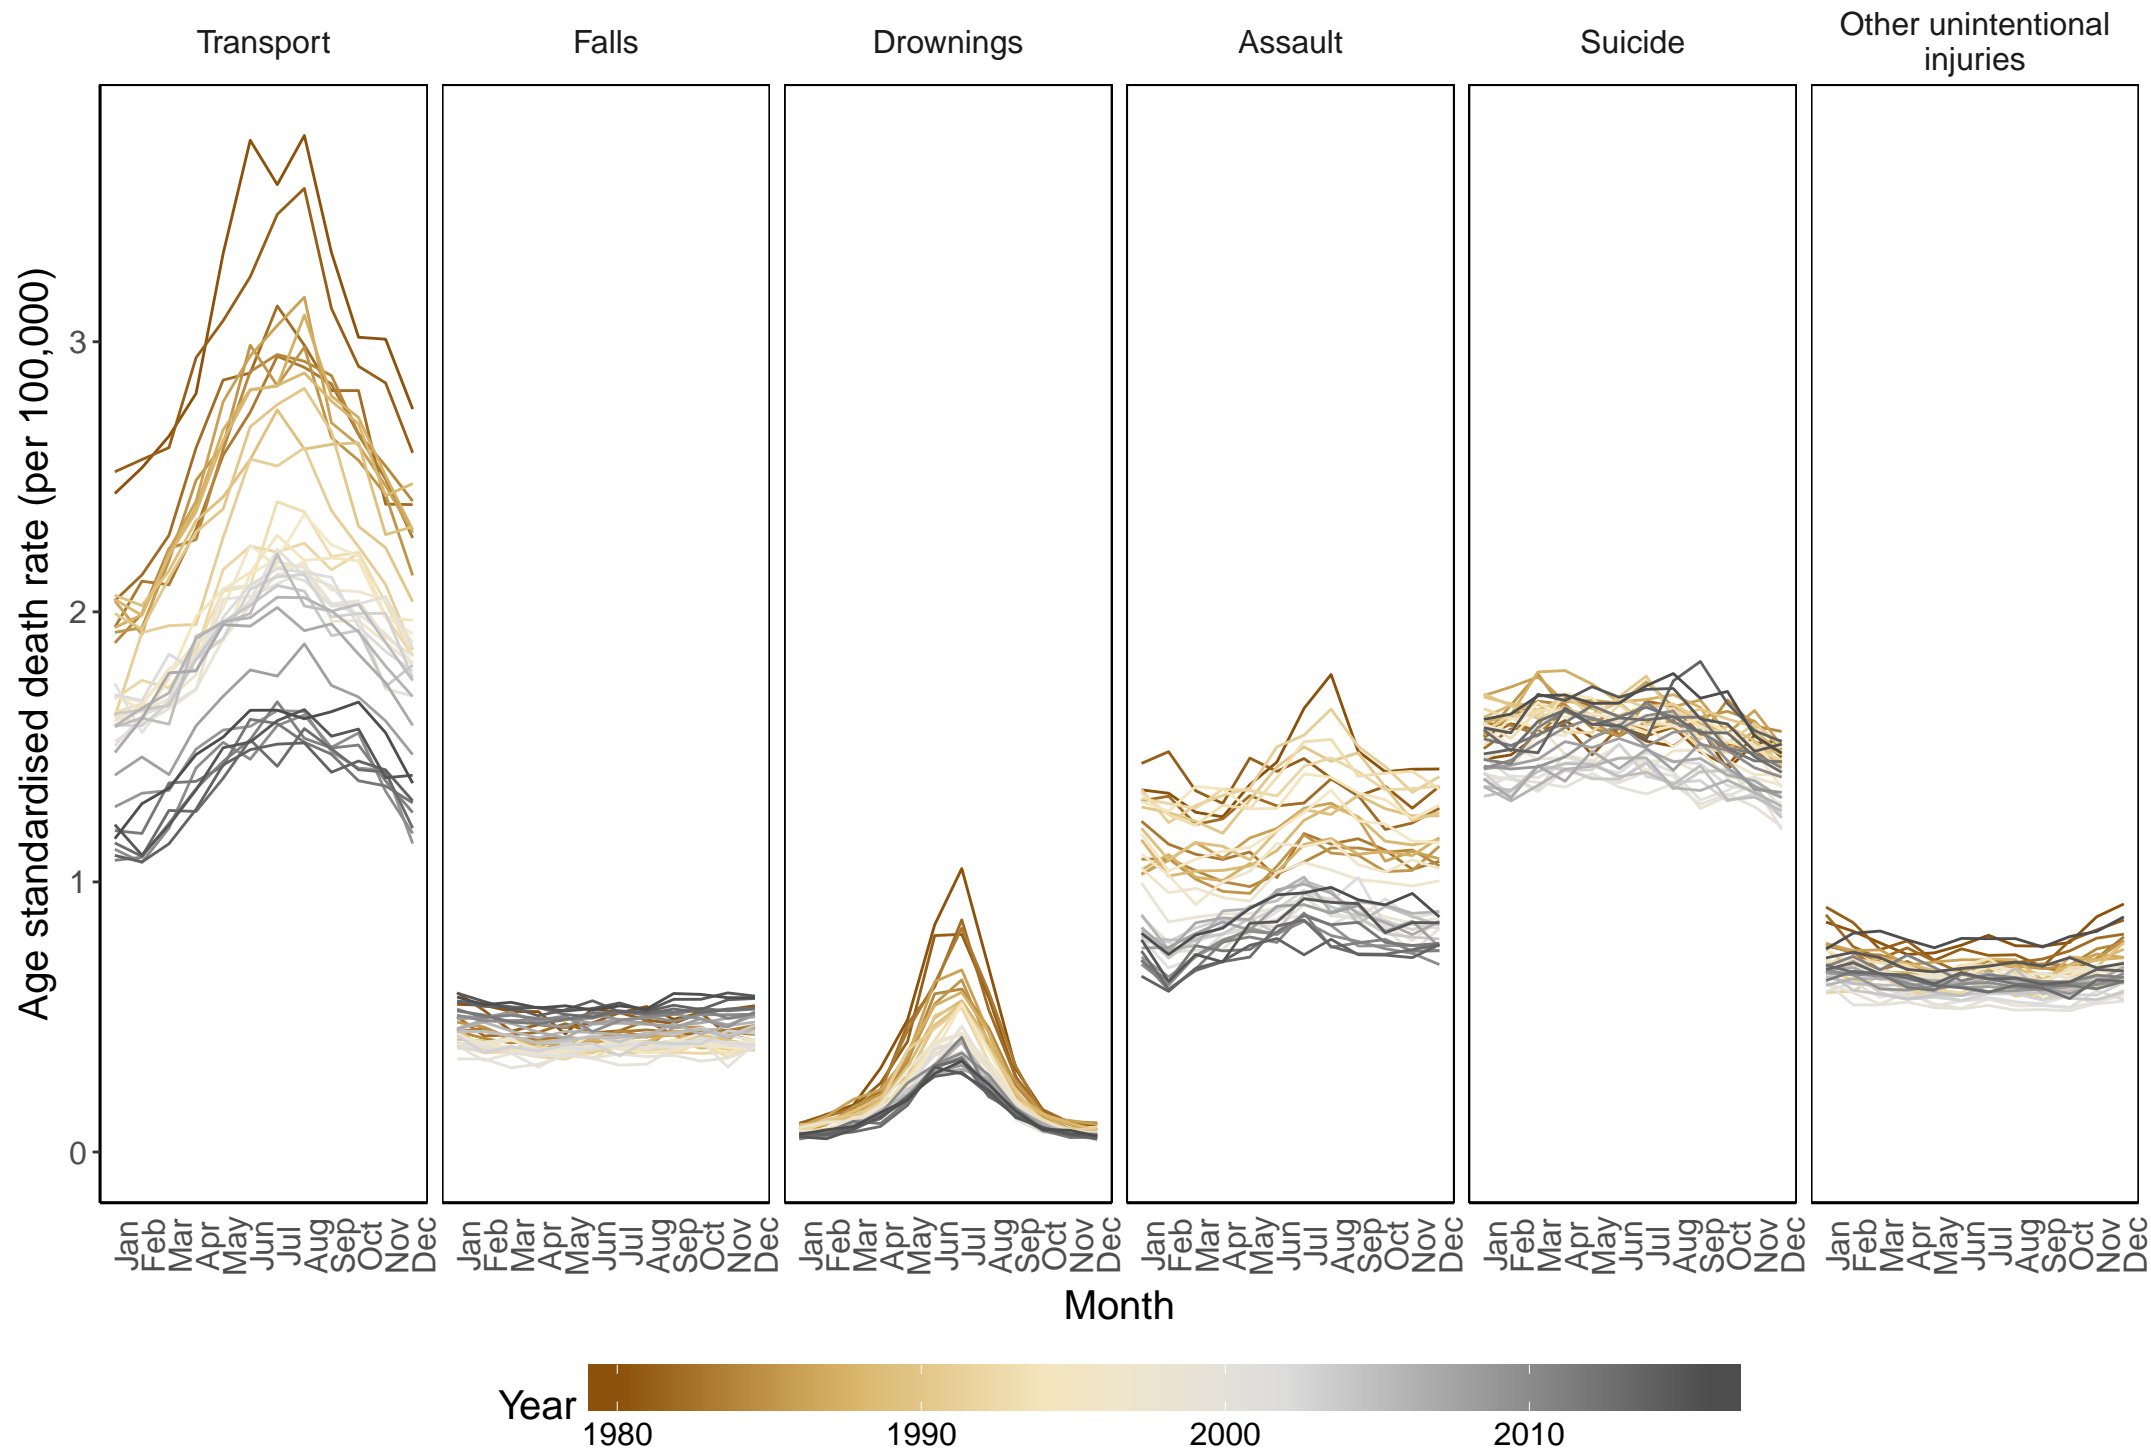 Transport
Falls
Drownings
Assault
Suicide
Other unintentional
injuries
Age standardised death rate (per 100,000)
3
2
1
0
Jan Feb Mar Apr May Jun Jul Aug Sep Oct Nov Dec
Jan Feb Mar Apr May Jun Jul Aug Sep Oct Nov Dec
Jan Feb Mar Apr May Jun Jul Aug Sep Oct Nov Dec
Jan Feb Mar Apr May Jun Jul Aug Sep Oct Nov Dec
Jan Feb Mar Apr May Jun Jul Aug Sep Oct Nov Dec
Jan Feb Mar Apr May Jun Jul Aug Sep Oct Nov Dec
Month
Year
1980 1990 2000 2010